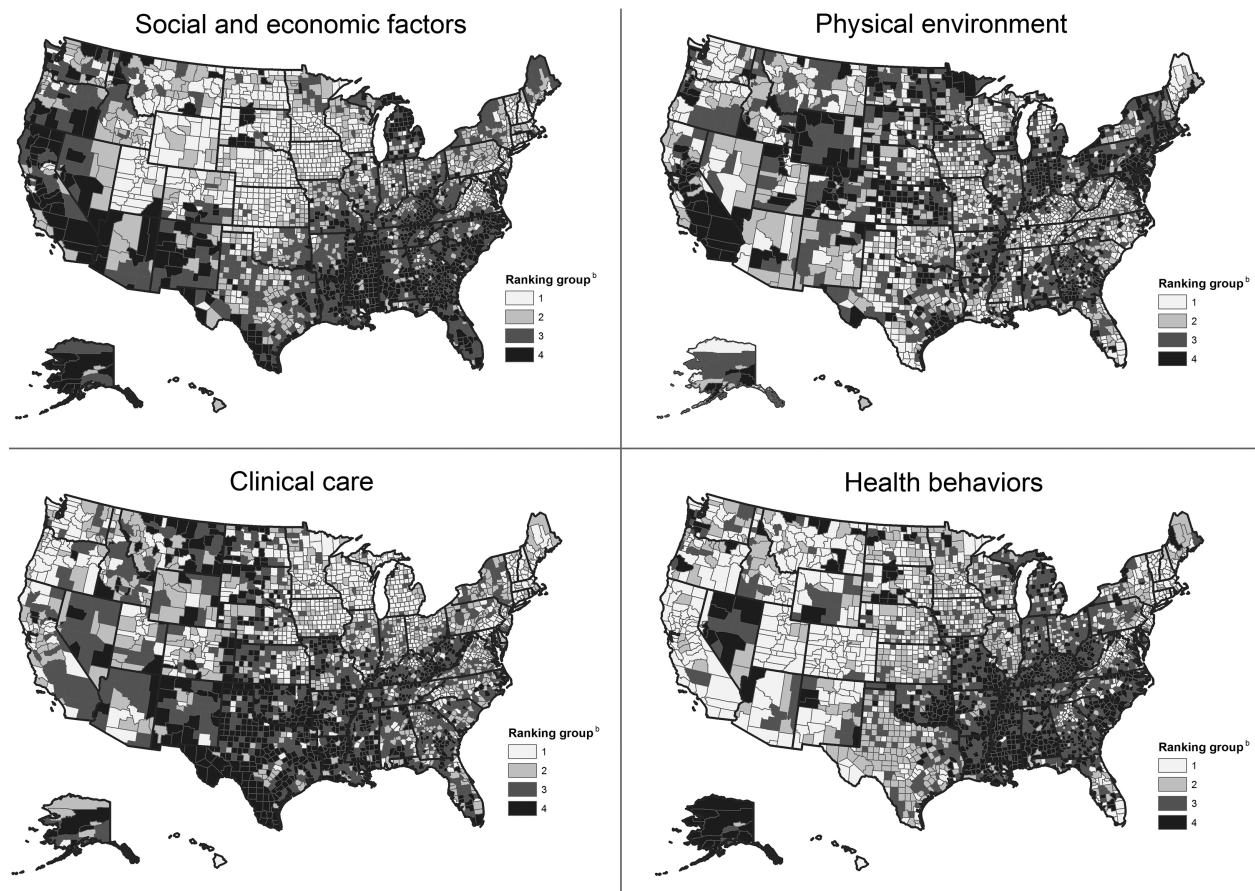 Social and economic factors
Ranking group b
1
2
3
4
Physical environment
Ranking group b
1
2
3
4
Clinical care
Ranking group b
1
2
3
4
Health behaviors
Ranking group b
1
2
3
4